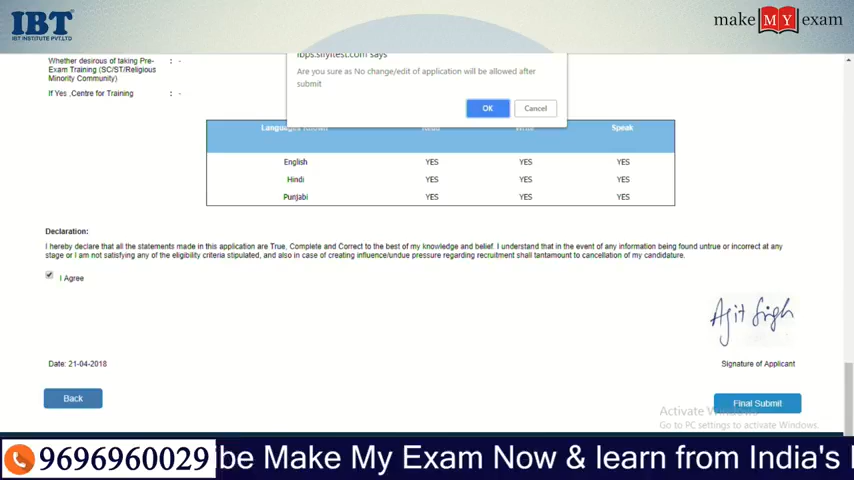 IBT
IBT INSTITUTE PVT.LTD
make MY exam
ibps.sifyitest.com says
Are you sure as No change/edit of application will be allowed after
submit
OK Cancel
Whether desirous of taking Pre- : -
Exam Training (SC/ST/Religious
Minority Community)
If Yes ,Centre for Training : -
Languages Known Read Write Speak
English YES YES YES
Hindi YES YES YES
Punjabi YES YES YES
Declaration:
I hereby declare that all the statements made in this application are True, Complete and Correct to the best of my knowledge and belief. I understand that in the event of any information being found untrue or incorrect at any
stage or I am not satisfying any of the eligibility criteria stipulated, and also in case of creating influence/undue pressure regarding recruitment shall tantamount to cancellation of my candidature.
I Agree
Ajit Singh
Date: 21-04-2018
Signature of Applicant
Back
Final Submit
Activate Windows
Go to PC settings to activate Windows.
9696960029
ibe Make My Exam Now & learn from India's